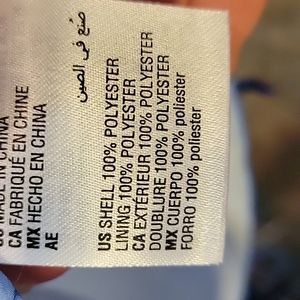 US MADE IN CHINA
CA FABRIQUÉ EN CHINE
MX HECHO EN CHINA
AE
صنع في الصين
US SHELL 100% POLYESTER
LINING 100% POLYESTER
CA EXTÉRIEUR 100% POLYESTER
DOUBLURE 100% POLYESTER
MX CUERPO 100% poliester
FORRO 100% poliester